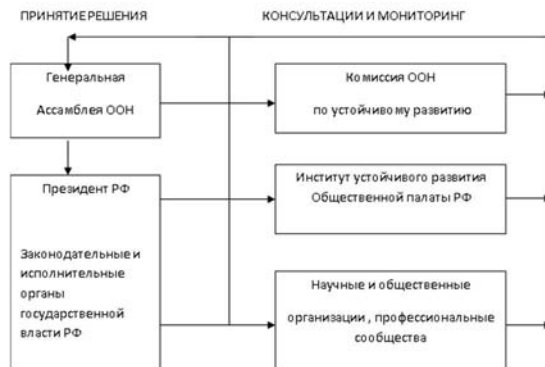 ПРИНЯТИЕ РЕШЕНИЯ
КОНСУЛЬТАЦИИ И МОНИТОРИНГ
Генеральная
Ассамблея ООН
Комиссия ООН
по устойчивому развитию
Президент РФ
Законодательные и
исполнительные
органы
государственной
власти РФ
Институт устойчивого развития
Общественной палаты РФ
Научные и общественные
организации , профессиональные
сообщества